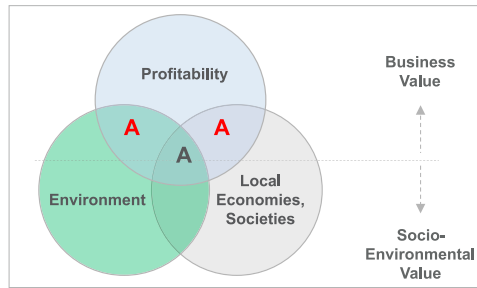 Profitability
Business
Value
A
A
A
Environment
Local
Economies,
Societies
Socio-
Environmental
Value